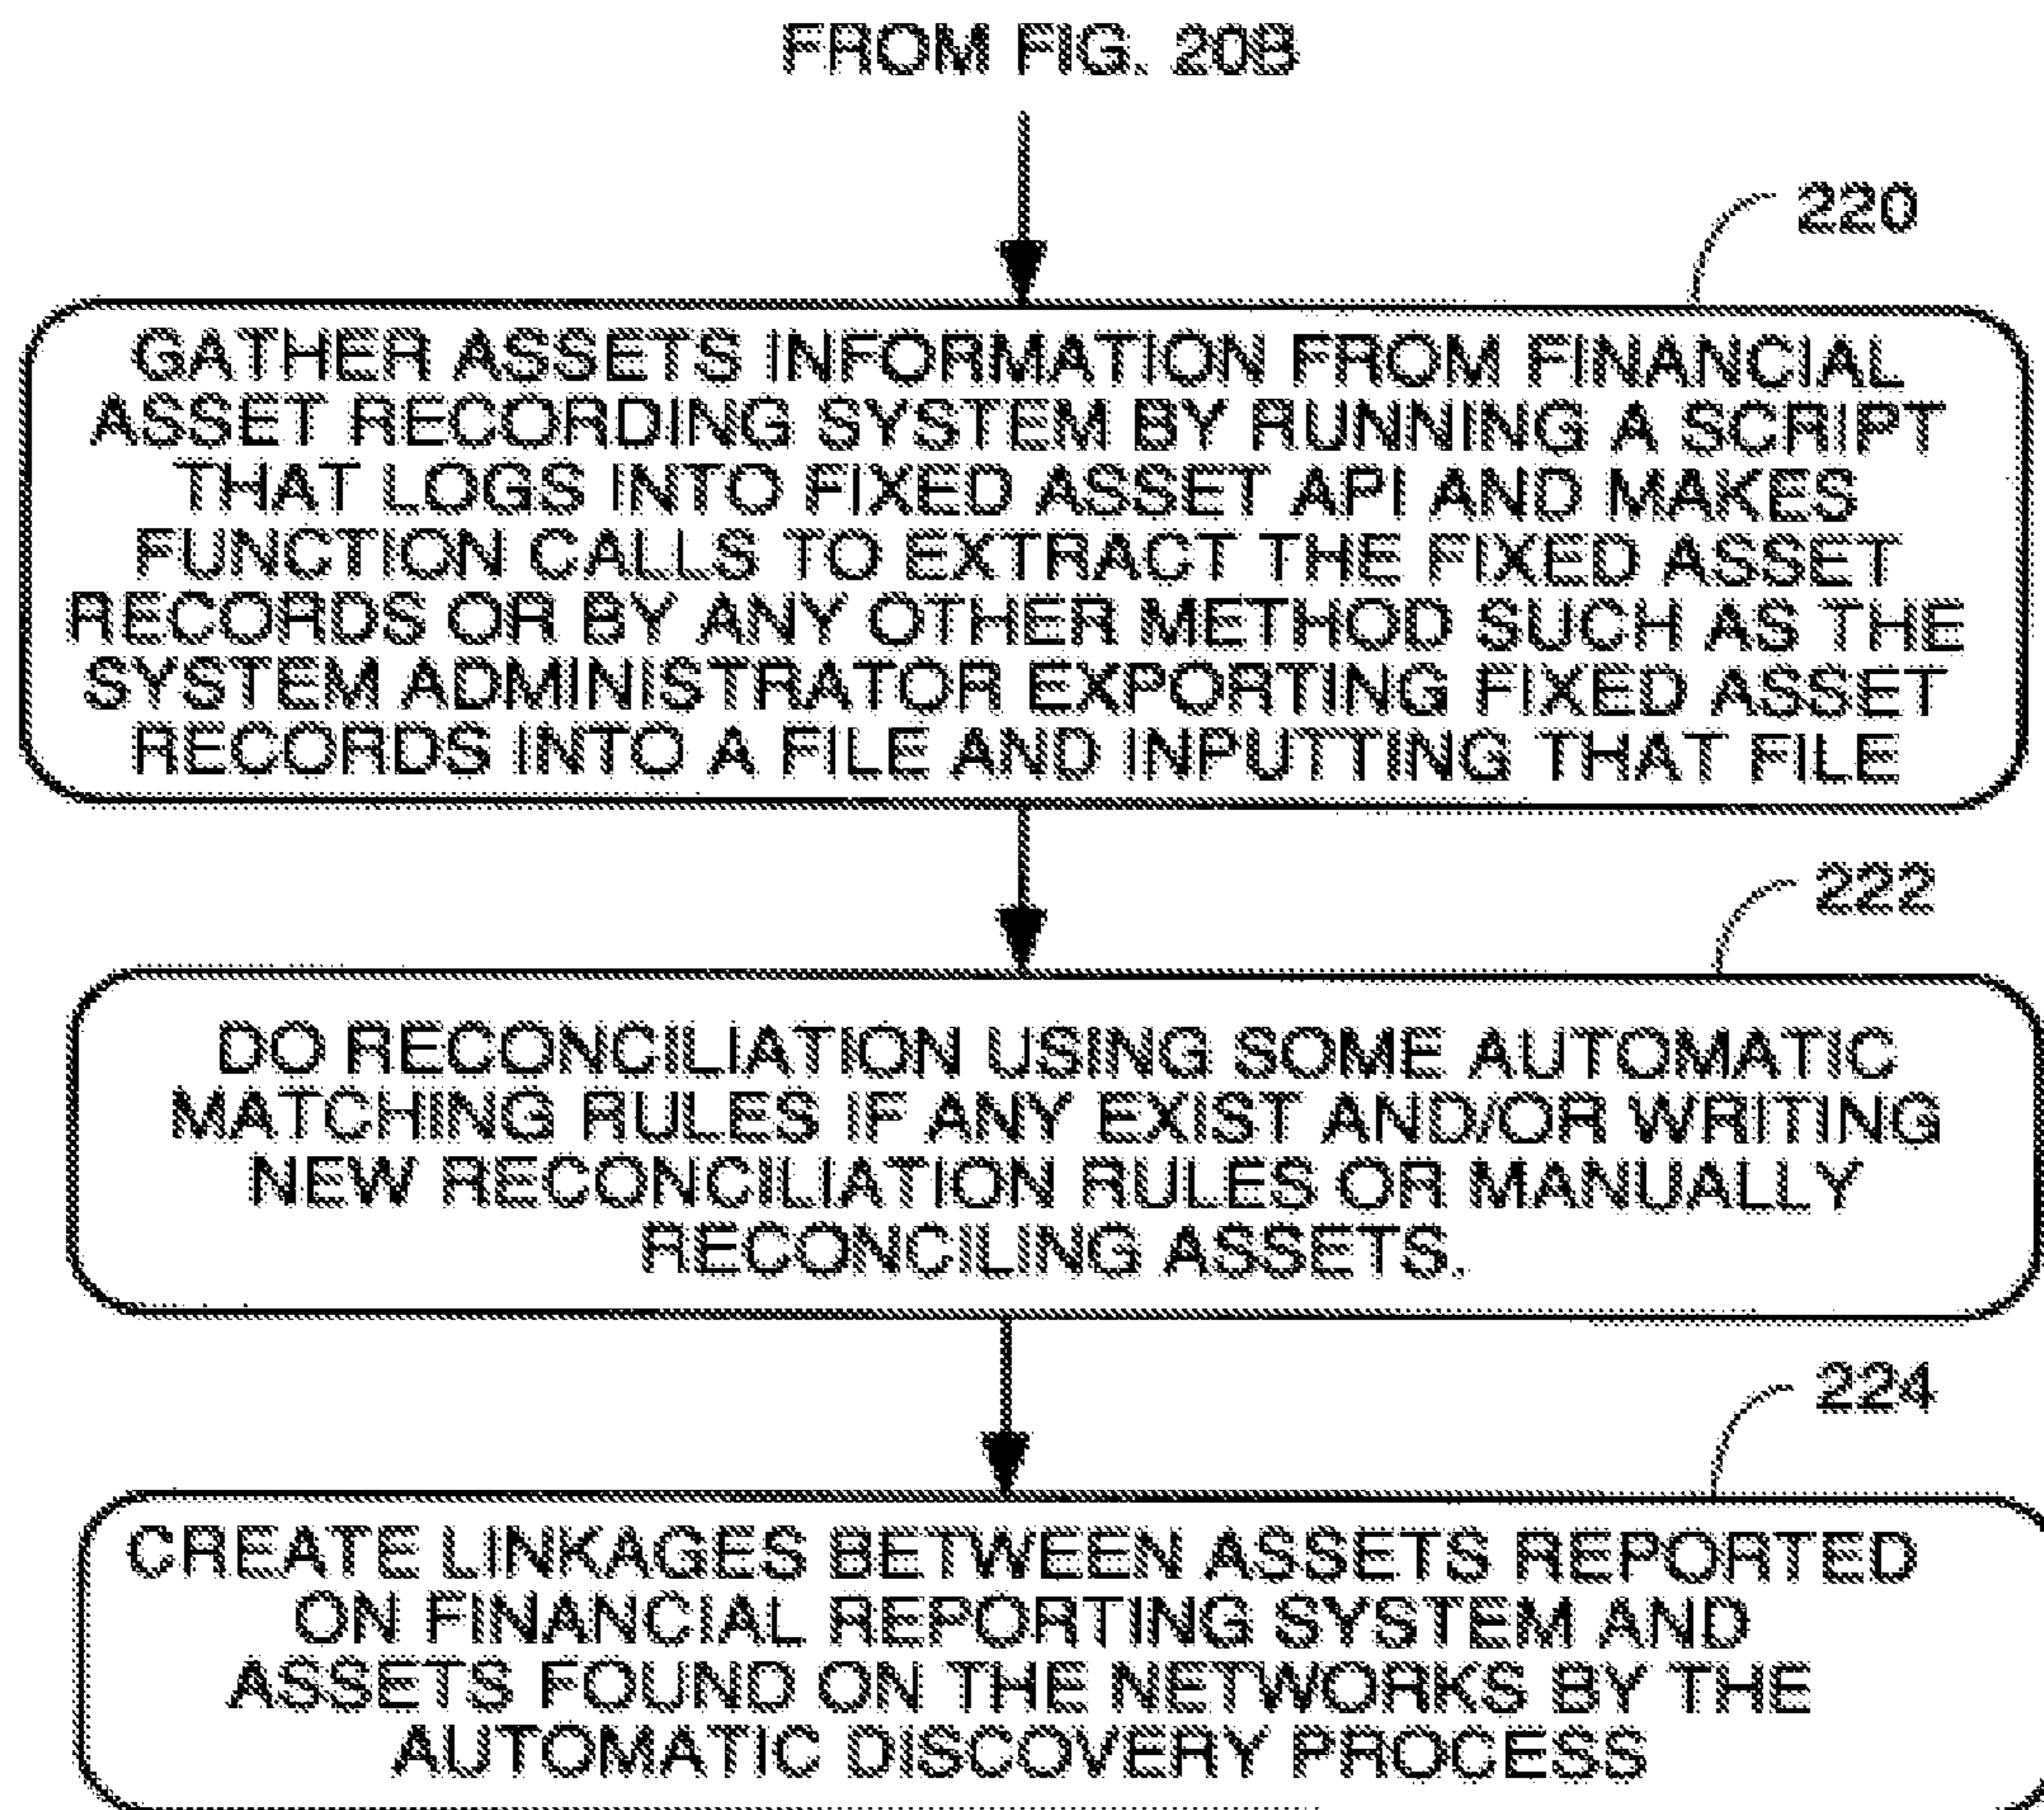 FROM FIG. 20B
220
GATHER ASSETS INFORMATION FROM FINANCIAL
ASSET RECORDING SYSTEM BY RUNNING A SCRIPT
THAT LOGS INTO FIXED ASSET API AND MAKES
FUNCTION CALLS TO EXTRACT THE FIXED ASSET
RECORDS OR BY ANY OTHER METHOD SUCH AS THE
SYSTEM ADMINISTRATOR EXPORTING FIXED ASSET
RECORDS INTO A FILE AND INPUTTING THAT FILE
222
DO RECONCILIATION USING SOME AUTOMATIC
MATCHING RULES IF ANY EXIST AND/OR WRITING
NEW RECONCILIATION RULES OR MANUALLY
RECONCILING ASSETS.
224
CREATE LINKAGES BETWEEN ASSETS REPORTED
ON FINANCIAL REPORTING SYSTEM AND
ASSETS FOUND ON THE NETWORKS BY THE
AUTOMATIC DISCOVERY PROCESS